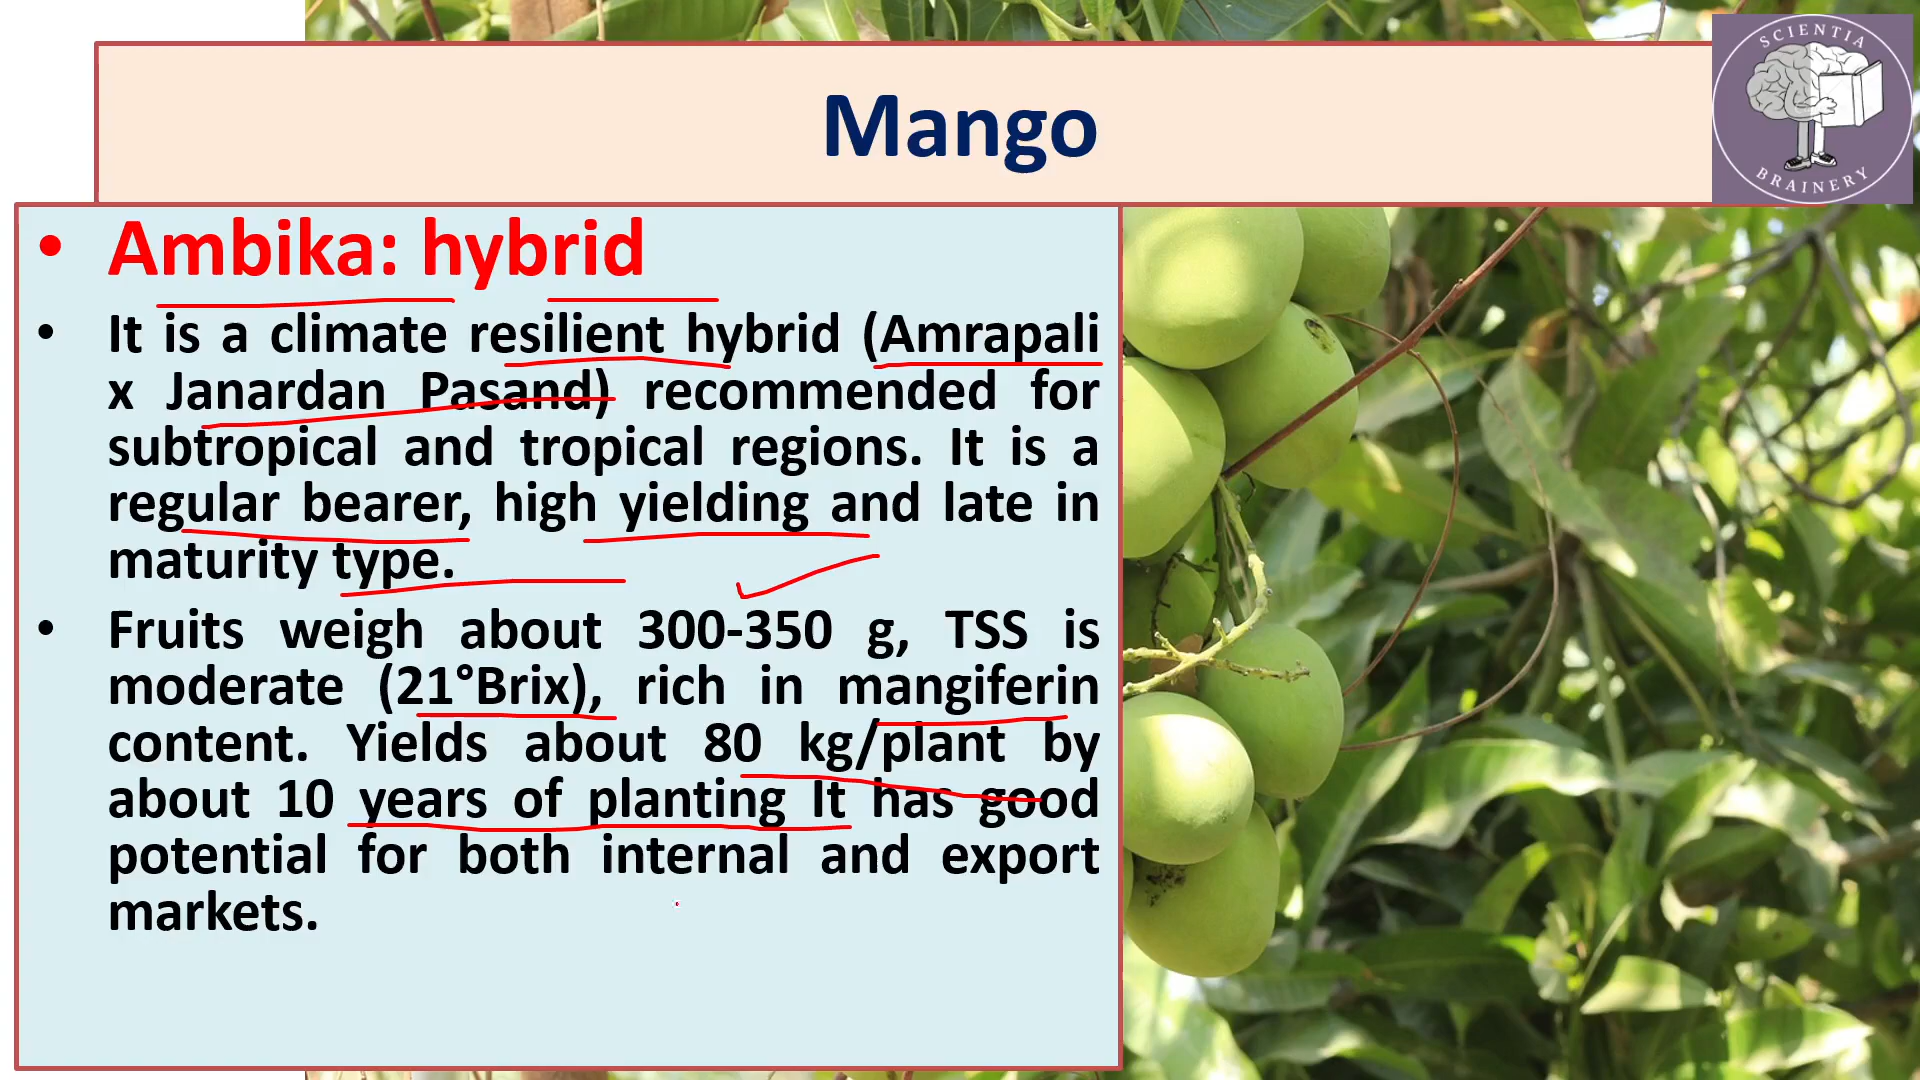 SCIENTIA
BRAINERY
Mango
• Ambika: hybrid
• It is a climate resilient hybrid (Amrapali
x Janardan Pasand) recommended for
subtropical and tropical regions. It is a
regular bearer, high yielding and late in
maturity type.
• Fruits weigh about 300-350 g, TSS is
moderate (21°Brix), rich in mangiferin
content. Yields about 80 kg/plant by
about 10 years of planting It has good
potential for both internal and export
markets.